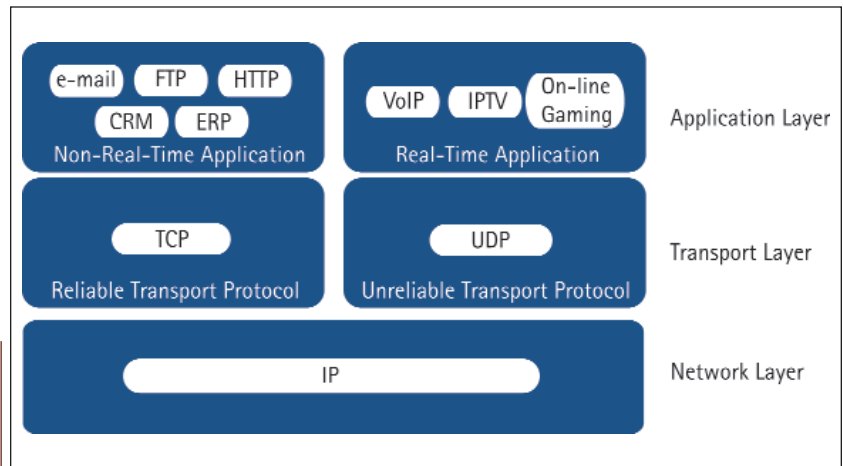 e-mail FTP HTTP
CRM ERP
Non-Real-Time Application
VoIP IPTV On-line
Gaming
Real-Time Application
Application Layer
TCP
Reliable Transport Protocol
UDP
Unreliable Transport Protocol
Transport Layer
IP
Network Layer